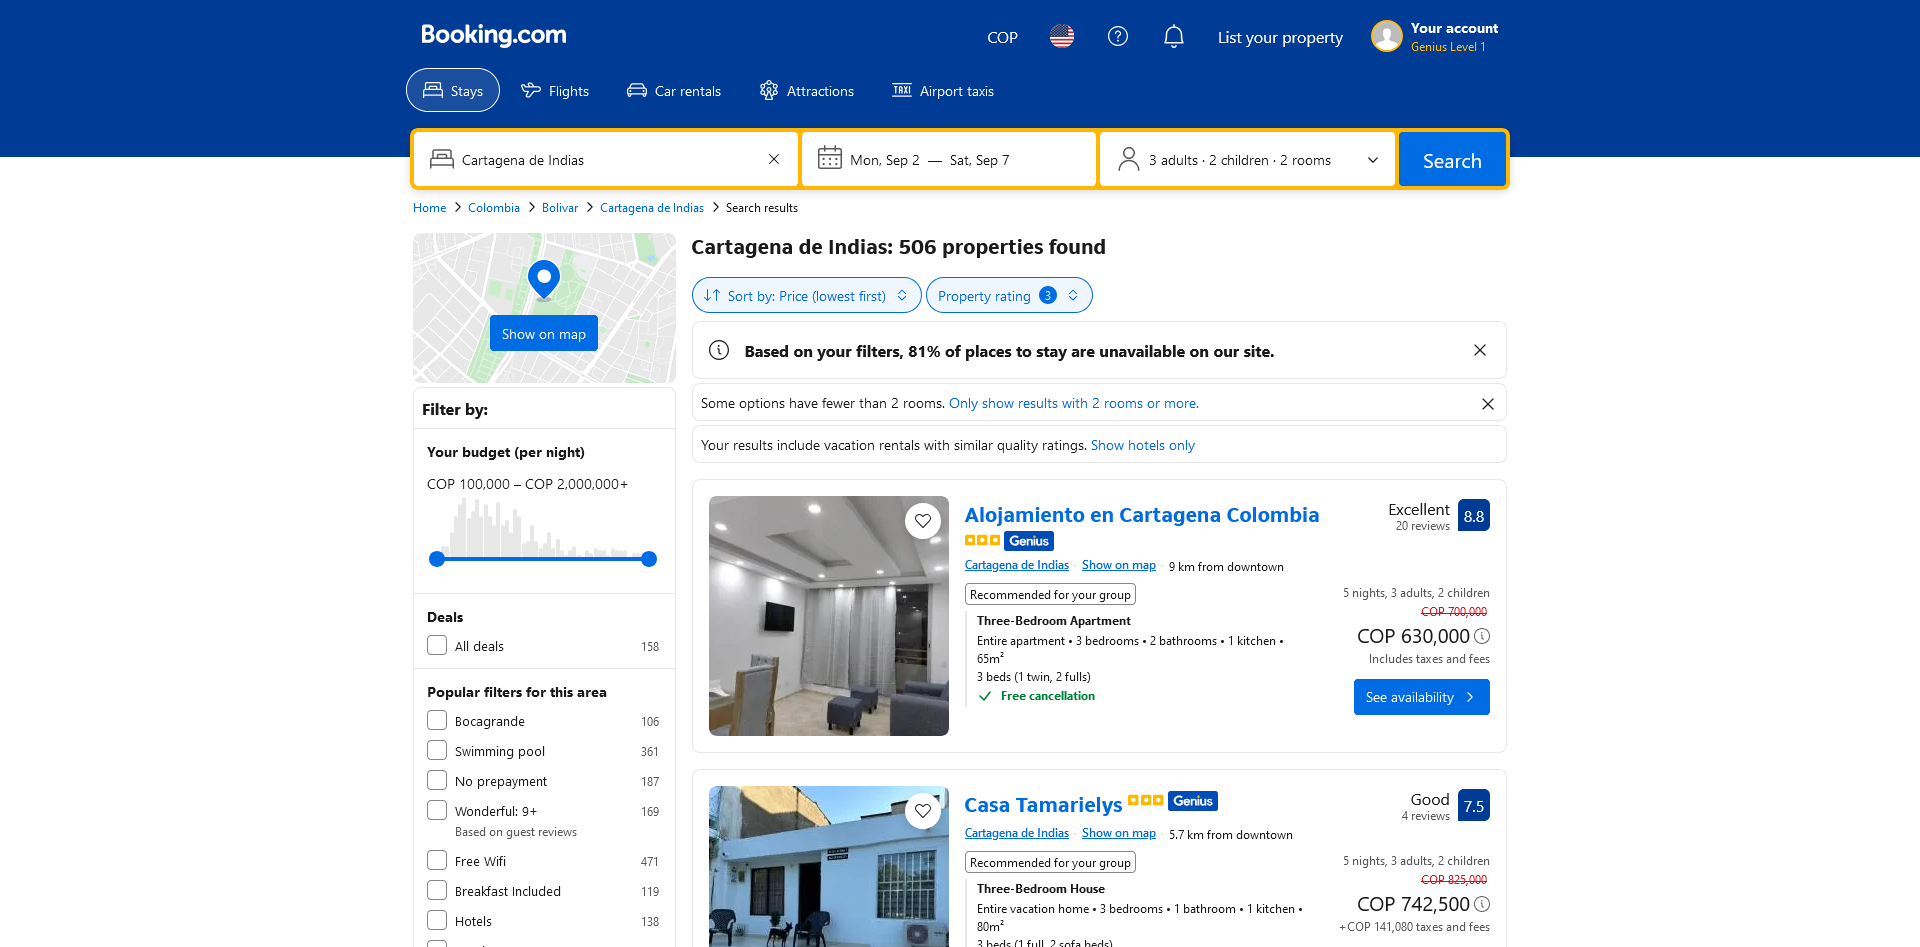 Booking.com
COP
List your property
Your account
Genius Level 1
Stays
Flights
Car rentals
TAXI
Attractions
Airport taxis
Cartagena de Indias
Mon, Sep 2 — Sat, Sep 7
3 adults · 2 children · 2 rooms
Search
Home > Colombia > Bolivar > Cartagena de Indias > Search results
Show on map
Cartagena de Indias: 506 properties found
Sort by: Price (lowest first)
Property rating 3
Based on your filters, 81% of places to stay are unavailable on our site.
Some options have fewer than 2 rooms. Only show results with 2 rooms or more.
Your results include vacation rentals with similar quality ratings. Show hotels only
Filter by:
Your budget (per night)
COP 100,000 – COP 2,000,000+
Deals
All deals 158
Popular filters for this area
Bocagrande 106
Swimming pool 361
No prepayment 187
Wonderful: 9+ 169
Based on guest reviews
Free Wifi 471
Breakfast Included 119
Hotels 138
Alojamiento en Cartagena Colombia
Genius
Excellent
20 reviews
8.8
Cartagena de Indias · Show on map · 9 km from downtown
Recommended for your group
Three-Bedroom Apartment
Entire apartment • 3 bedrooms • 2 bathrooms • 1 kitchen •
65m²
3 beds (1 twin, 2 fulls)
Free cancellation
5 nights, 3 adults, 2 children
COP 700,000
COP 630,000
Includes taxes and fees
See availability
Casa Tamarielys
Genius
Good
4 reviews
7.5
Cartagena de Indias · Show on map · 5.7 km from downtown
Recommended for your group
Three-Bedroom House
Entire vacation home • 3 bedrooms • 1 bathroom • 1 kitchen •
80m²
3 beds (1 full, 2 sofa beds)
5 nights, 3 adults, 2 children
COP 825,000
COP 742,500
+COP 141,080 taxes and fees